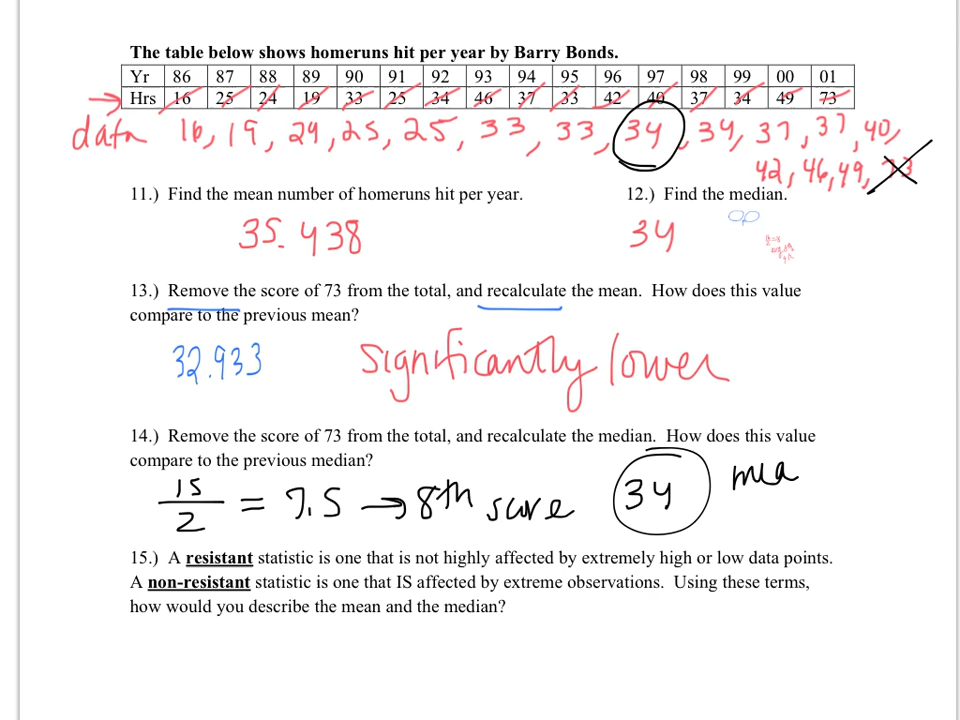 The table below shows homeruns hit per year by Barry Bonds.
Yr 86 87 88 89 90 91 92 93 94 95 96 97 98 99 00 01
Hrs 16 25 24 19 33 25 34 46 37 33 42 40 37 34 49 73
data 16, 19, 24, 25, 25, 33, 33, 34, 34, 37, 37, 40,
42, 46, 49, 73
11.) Find the mean number of homeruns hit per year. 12.) Find the median.
35.438 34
13.) Remove the score of 73 from the total, and recalculate the mean. How does this value
compare to the previous mean?
32.933 significantly lower
14.) Remove the score of 73 from the total, and recalculate the median. How does this value
compare to the previous median?
15/2 = 7.5 → 8th score 34 mea
15.) A resistant statistic is one that is not highly affected by extremely high or low data points.
A non-resistant statistic is one that IS affected by extreme observations. Using these terms,
how would you describe the mean and the median?